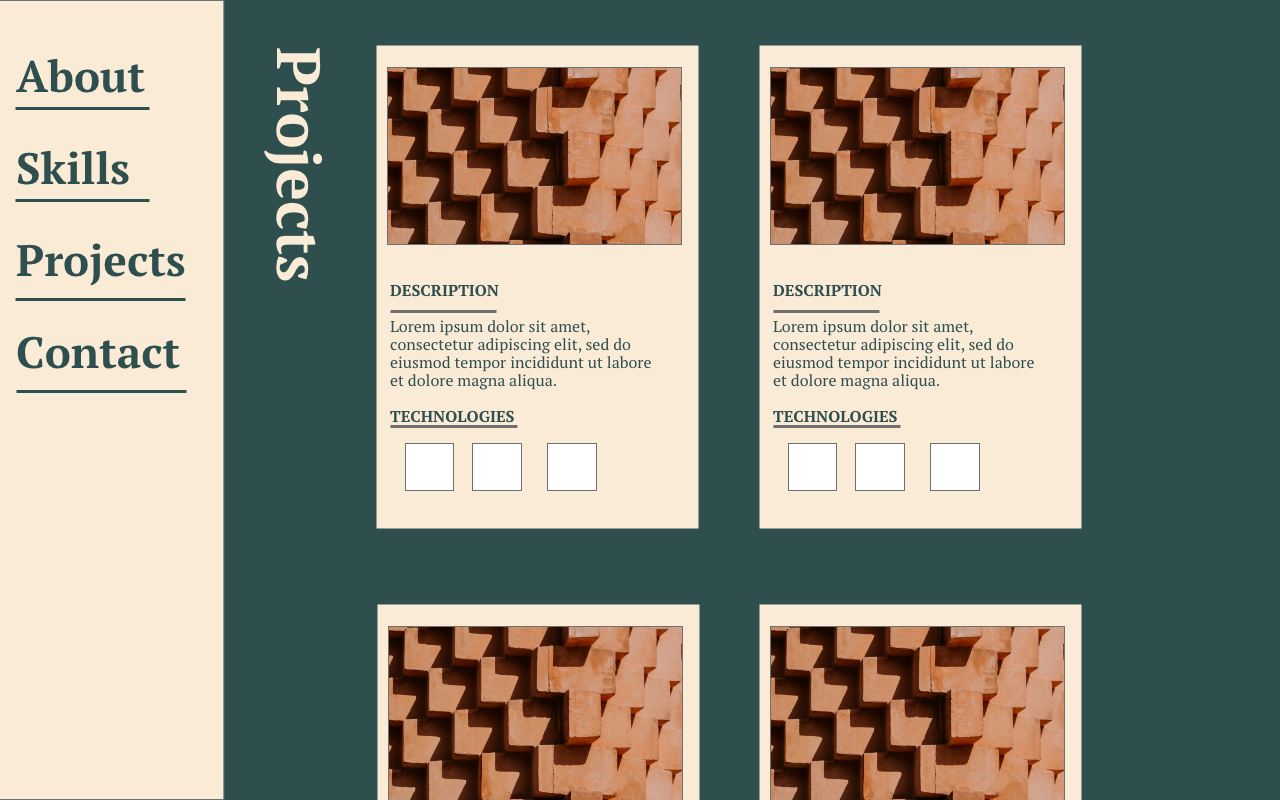 About
Skills
Projects
Contact
Projects
DESCRIPTION
Lorem ipsum dolor sit amet,
consectetur adipiscing elit, sed do
eiusmod tempor incididunt ut labore
et dolore magna aliqua.
TECHNOLOGIES
DESCRIPTION
Lorem ipsum dolor sit amet,
consectetur adipiscing elit, sed do
eiusmod tempor incididunt ut labore
et dolore magna aliqua.
TECHNOLOGIES